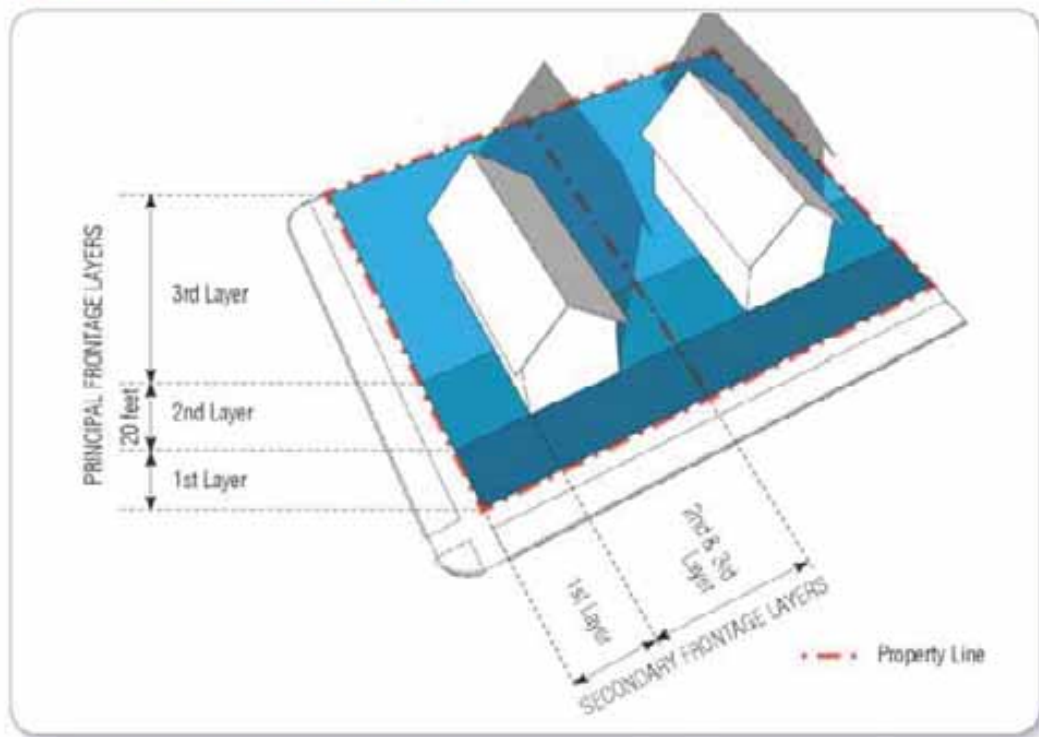 PRINCIPAL FRONTAGE LAYERS
3rd Layer
20 feet
2nd Layer
1st Layer
1st Layer
2nd & 3rd
Layer
SECONDARY FRONTAGE LAYERS
Property Line